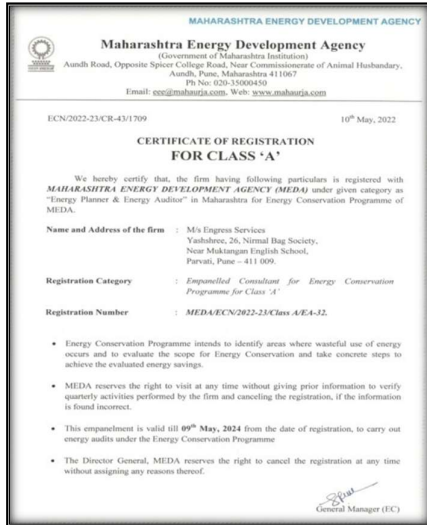 MAHARASHTRA ENERGY DEVELOPMENT AGENCY
Maharashtra Energy Development Agency
(Government of Maharashtra Institution)
Aundh Road, Opposite Spicer College Road, Near Commissionerate of Animal Husbandary,
Aundh, Pune, Maharashtra 411067
Ph No: 020-35000450
Email: eee@mahaurja.com, Web: www.mahaurja.com
ECN/2022-23/CR-43/1709 10th May, 2022
CERTIFICATE OF REGISTRATION
FOR CLASS 'A'
We hereby certify that, the firm having following particulars is registered with
MAHARASHTRA ENERGY DEVELOPMENT AGENCY (MEDA) under given category as
"Energy Planner & Energy Auditor" in Maharashtra for Energy Conservation Programme of
MEDA.
Name and Address of the firm : M/s Engress Services
Yashshree, 26, Nirmal Bag Society,
Near Muktangan English School,
Parvati, Pune – 411 009.
Registration Category : Empanelled Consultant for Energy Conservation
Programme for Class 'A'
Registration Number : MEDA/ECN/2022-23/Class A/EA-32.
• Energy Conservation Programme intends to identify areas where wasteful use of energy
occurs and to evaluate the scope for Energy Conservation and take concrete steps to
achieve the evaluated energy savings.
• MEDA reserves the right to visit at any time without giving prior information to verify
quarterly activities performed by the firm and canceling the registration, if the information
is found incorrect.
• This empanelment is valid till 09th May, 2024 from the date of registration, to carry out
energy audits under the Energy Conservation Programme
• The Director General, MEDA reserves the right to cancel the registration at any time
without assigning any reasons thereof.
General Manager (EC)